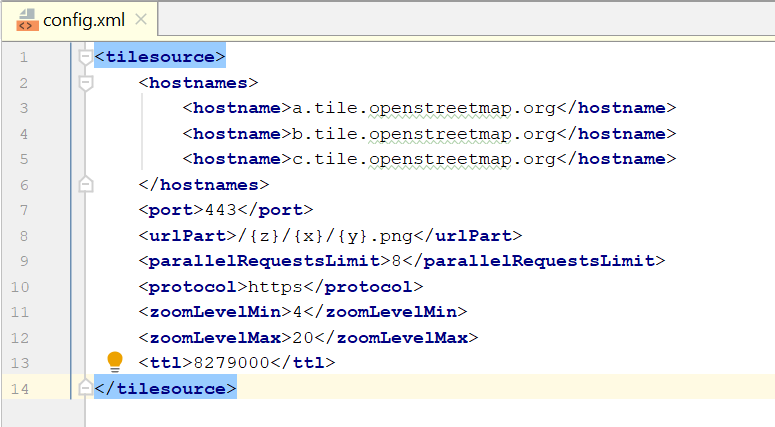 config.xml
1 <tilesource>
2 <hostnames>
3 <hostname>a.tile.openstreetmap.org</hostname>
4 <hostname>b.tile.openstreetmap.org</hostname>
5 <hostname>c.tile.openstreetmap.org</hostname>
6 </hostnames>
7 <port>443</port>
8 <urlPart>/{z}/{x}/{y}.png</urlPart>
9 <parallelRequestsLimit>8</parallelRequestsLimit>
10 <protocol>https</protocol>
11 <zoomLevelMin>4</zoomLevelMin>
12 <zoomLevelMax>20</zoomLevelMax>
13 <ttl>8279000</ttl>
14 </tilesource>